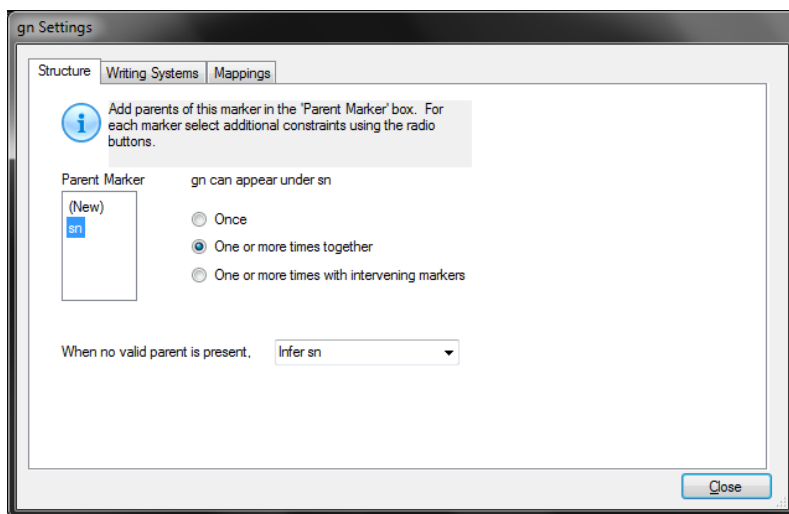 gn Settings
Structure Writing Systems Mappings
Add parents of this marker in the 'Parent Marker' box. For
each marker select additional constraints using the radio
buttons.
Parent Marker gn can appear under sn
(New)
sn
Once
One or more times together
One or more times with intervening markers
When no valid parent is present, Infer sn
Close